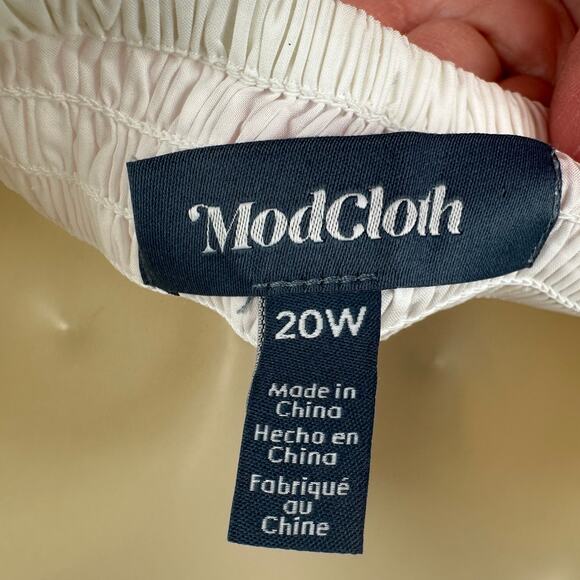 ModCloth
20W
Made in
China
Hecho en
China
Fabriqué
au
Chine